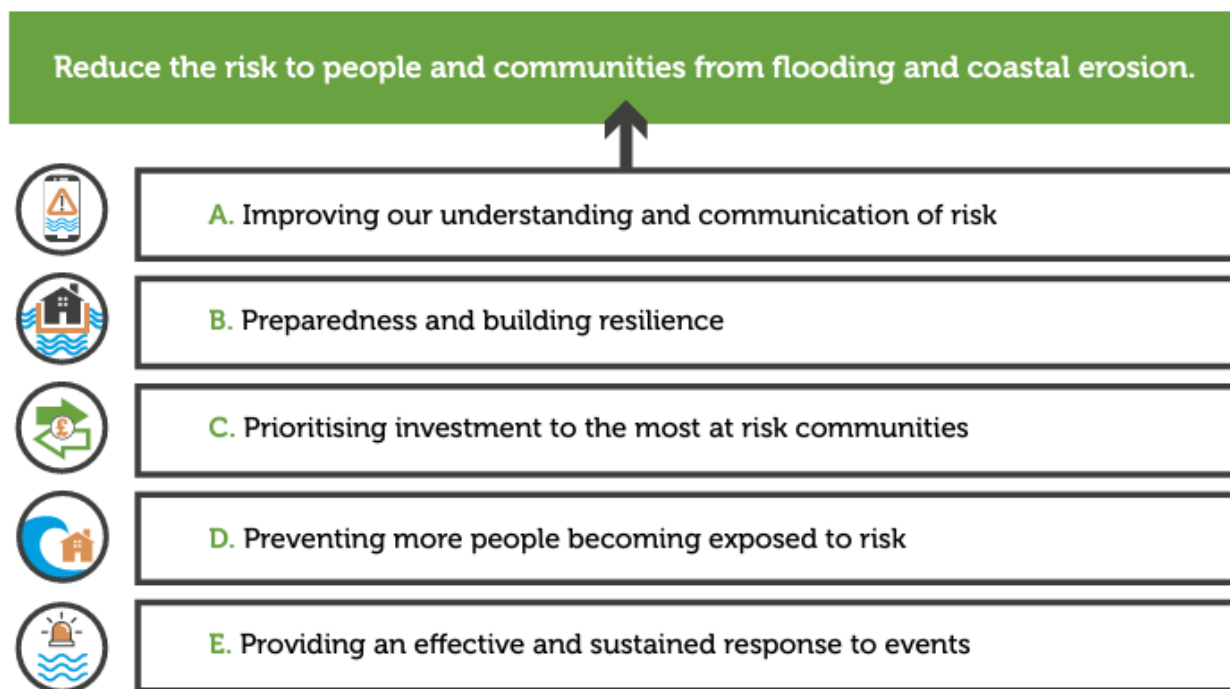 Reduce the risk to people and communities from flooding and coastal erosion.
A. Improving our understanding and communication of risk
B. Preparedness and building resilience
£
C. Prioritising investment to the most at risk communities
D. Preventing more people becoming exposed to risk
E. Providing an effective and sustained response to events